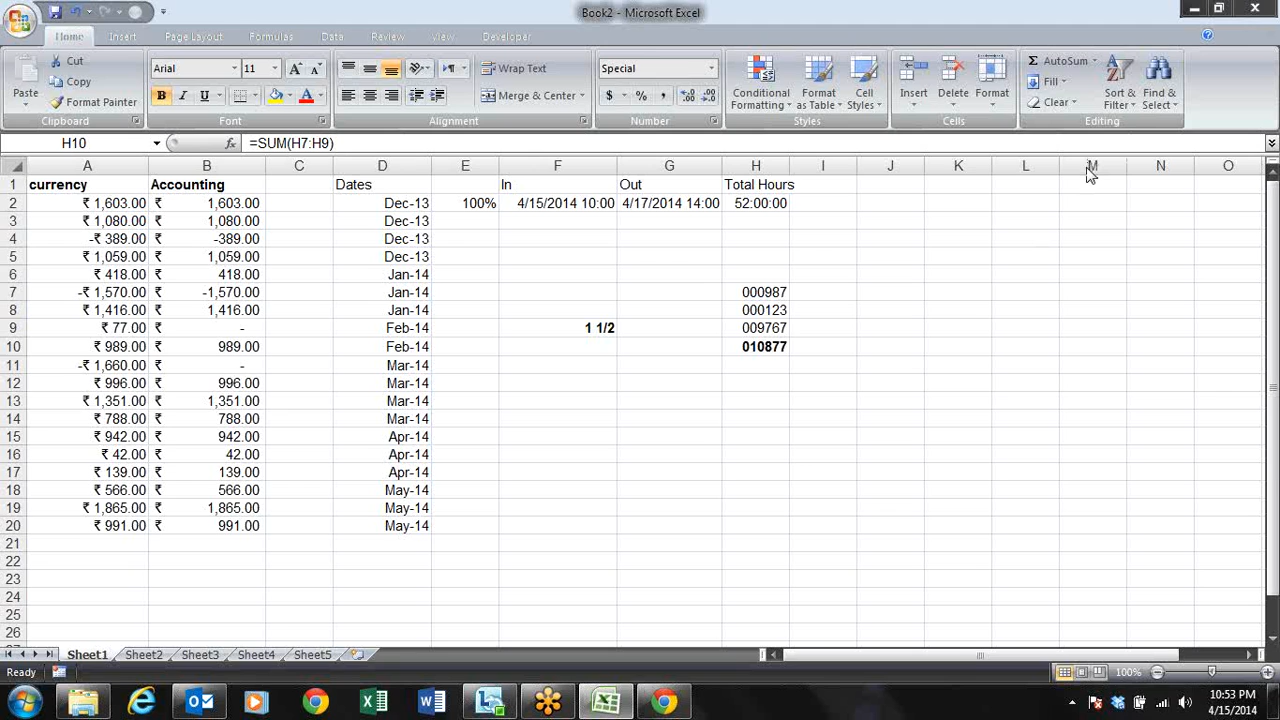 Book2 - Microsoft Excel
Home Insert Page Layout Formulas Data Review View Developer
Cut
Copy
Format Painter
Paste
Clipboard
Arial 11
Font
Wrap Text
Merge & Center
Alignment
Special
Number
Conditional Formatting
Format as Table
Cell Styles
Styles
Insert Delete Format
Cells
AutoSum
Fill
Clear
Sort & Filter
Find & Select
Editing
H10 fx =SUM(H7:H9)
A B C D E F G H I J K L M N O
1 currency Accounting Dates In Out Total Hours
2 ₹ 1,603.00 ₹ 1,603.00 Dec-13 100% 4/15/2014 10:00 4/17/2014 14:00 52:00:00
3 ₹ 1,080.00 ₹ 1,080.00 Dec-13
4 -₹ 389.00 ₹ -389.00 Dec-13
5 ₹ 1,059.00 ₹ 1,059.00 Dec-13
6 ₹ 418.00 ₹ 418.00 Jan-14
7 -₹ 1,570.00 ₹ -1,570.00 Jan-14 000987
8 ₹ 1,416.00 ₹ 1,416.00 Jan-14 000123
9 ₹ 77.00 ₹ - Feb-14 1 1/2 009767
10 ₹ 989.00 ₹ 989.00 Feb-14 010877
11 -₹ 1,660.00 ₹ - Mar-14
12 ₹ 996.00 ₹ 996.00 Mar-14
13 ₹ 1,351.00 ₹ 1,351.00 Mar-14
14 ₹ 788.00 ₹ 788.00 Mar-14
15 ₹ 942.00 ₹ 942.00 Apr-14
16 ₹ 42.00 ₹ 42.00 Apr-14
17 ₹ 139.00 ₹ 139.00 Apr-14
18 ₹ 566.00 ₹ 566.00 May-14
19 ₹ 1,865.00 ₹ 1,865.00 May-14
20 ₹ 991.00 ₹ 991.00 May-14
21
22
23
24
25
26
Sheet1 Sheet2 Sheet3 Sheet4 Sheet5
Ready 100%
10:53 PM
4/15/2014